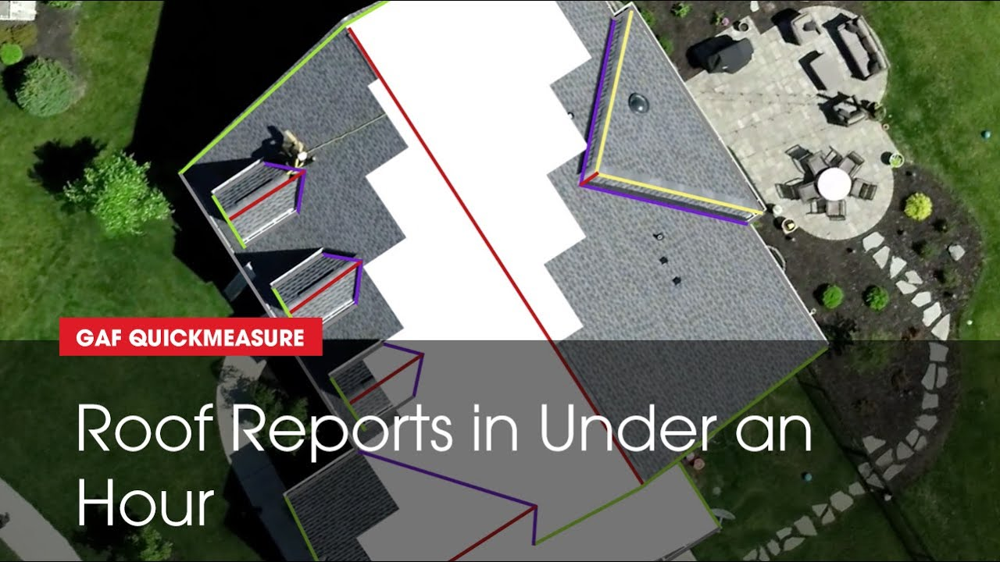 GAF QUICKMEASURE
Roof Reports in Under an
Hour